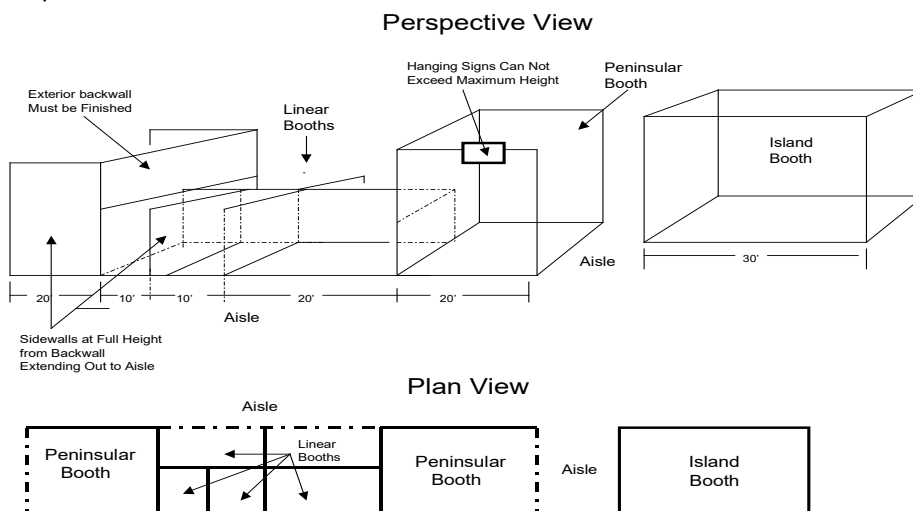 Perspective View
Hanging Signs Can Not
Exceed Maximum Height
Peninsular
Booth
Exterior backwall
Must be Finished
Linear
Booths
Island
Booth
Aisle
30'
20'
10'
10'
20'
20'
Aisle
Sidewalls at Full Height
from Backwall
Extending Out to Aisle
Plan View
Aisle
Peninsular
Booth
Linear
Booths
Peninsular
Booth
Aisle
Island
Booth